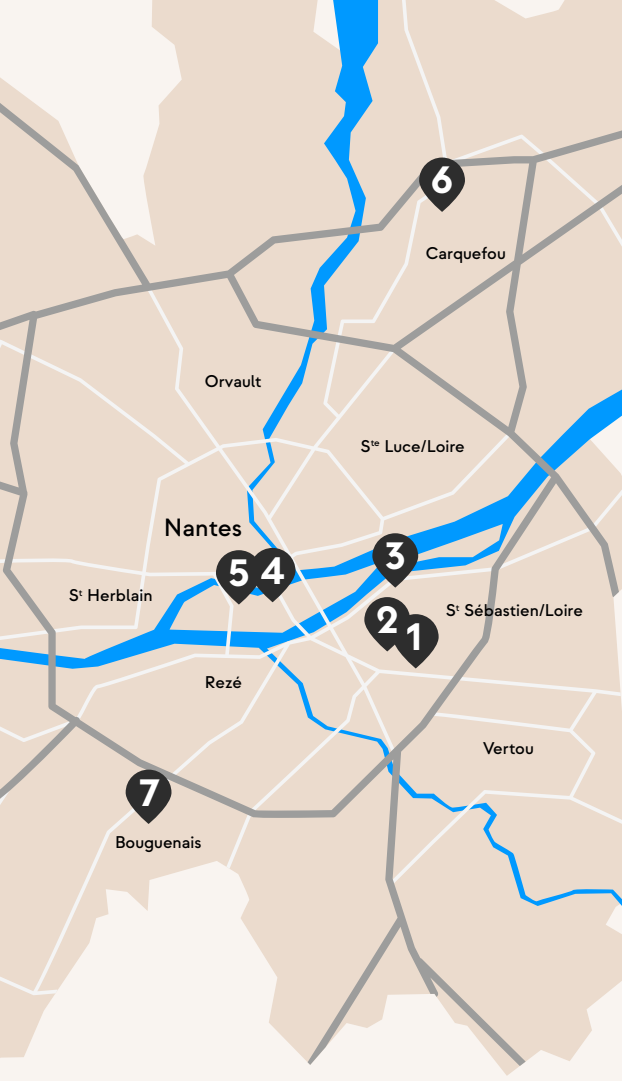 6
Carquefou
Orvault
Sᵗᵉ Luce/Loire
Nantes
5
4
3
Sᵗ Herblain
2
1
Sᵗ Sébastien/Loire
Rezé
Vertou
7
Bouguenais